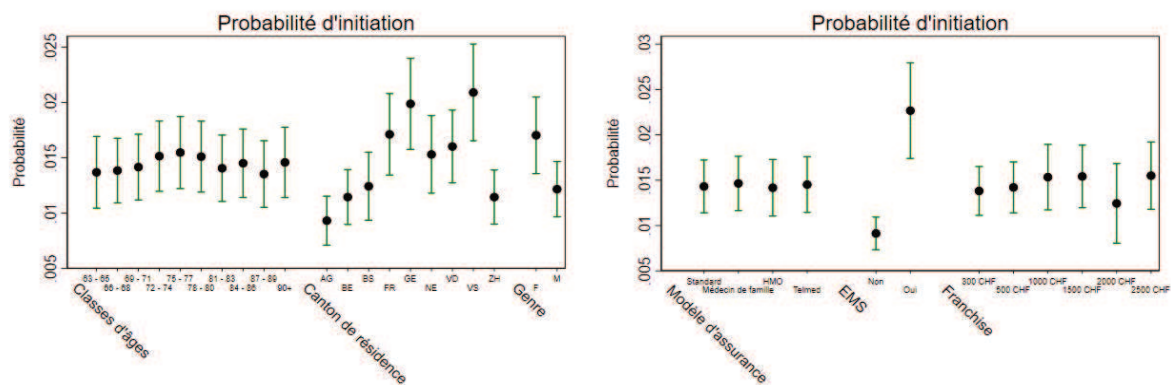 Probabilité d'initiation
Probabilité
.025
.02
.015
.01
.005
63 - 65
66 - 68
69 - 71
72 - 74
75 - 77
78 - 80
81 - 83
84 - 86
87 - 89
90+
AG
BE
BS
FR
GE
NE
VD
VS
ZH
F
M
Classes d'âges
Canton de résidence
Genre
Probabilité d'initiation
Probabilité
.03
.025
.02
.015
.01
.005
Standard
Médecin de famille
HMO
Telmed
Non
Oui
300 CHF
500 CHF
1000 CHF
1500 CHF
2000 CHF
2500 CHF
Modèle d'assurance
EMS
Franchise